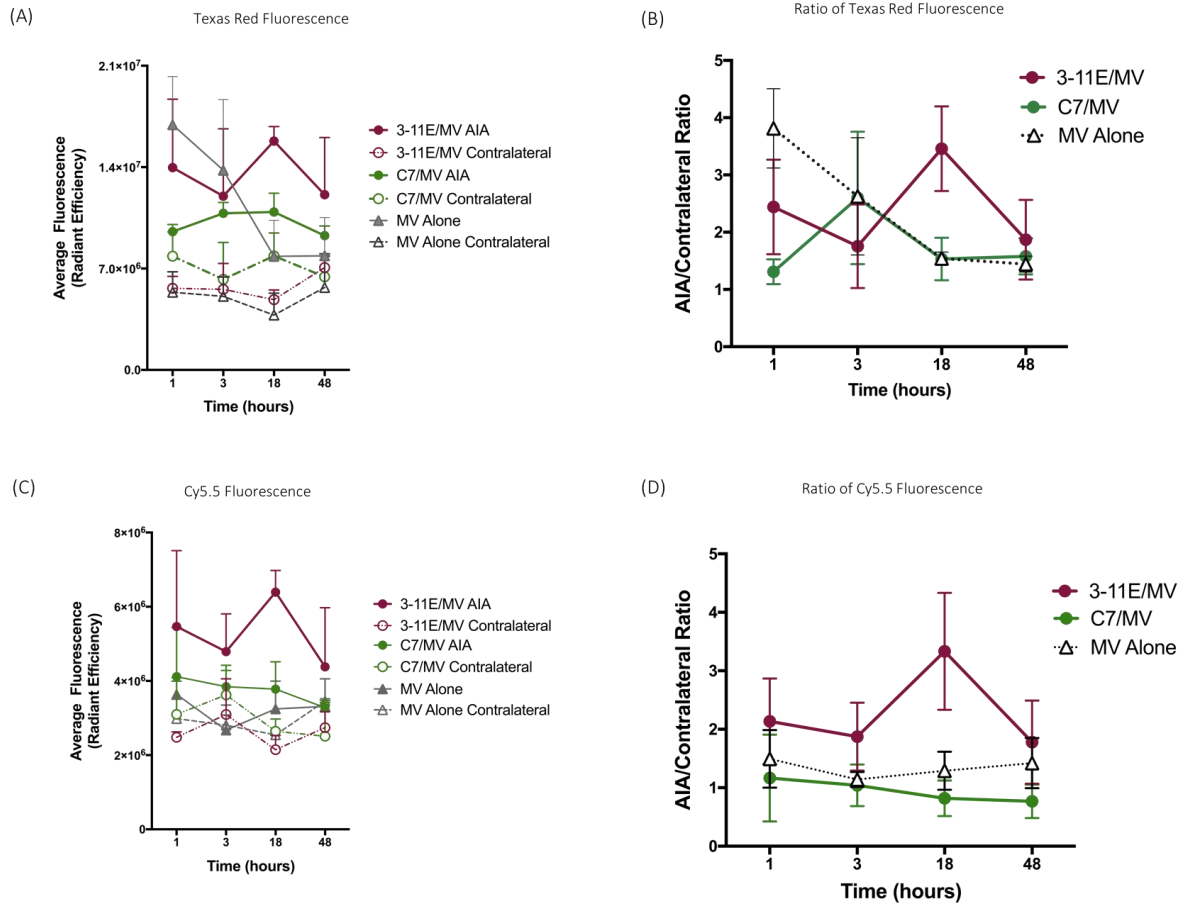 (A)
Texas Red Fluorescence
2.1×10⁷
1.4×10⁷
7.0×10⁶
0.0
Average Fluorescence
(Radiant Efficiency)
1 3 18 48
Time (hours)
3-11E/MV AIA
3-11E/MV Contralateral
C7/MV AIA
C7/MV Contralateral
MV Alone
MV Alone Contralateral
(B)
Ratio of Texas Red Fluorescence
5
4
3
2
1
0
AIA/Contralateral Ratio
1 3 18 48
Time (hours)
3-11E/MV
C7/MV
MV Alone
(C)
Cy5.5 Fluorescence
8×10⁶
6×10⁶
4×10⁶
2×10⁶
0
Average Fluorescence
(Radiant Efficiency)
1 3 18 48
Time (hours)
3-11E/MV AIA
3-11E/MV Contralateral
C7/MV AIA
C7/MV Contralateral
MV Alone
MV Alone Contralateral
(D)
Ratio of Cy5.5 Fluorescence
5
4
3
2
1
0
AIA/Contralateral Ratio
1 3 18 48
Time (hours)
3-11E/MV
C7/MV
MV Alone